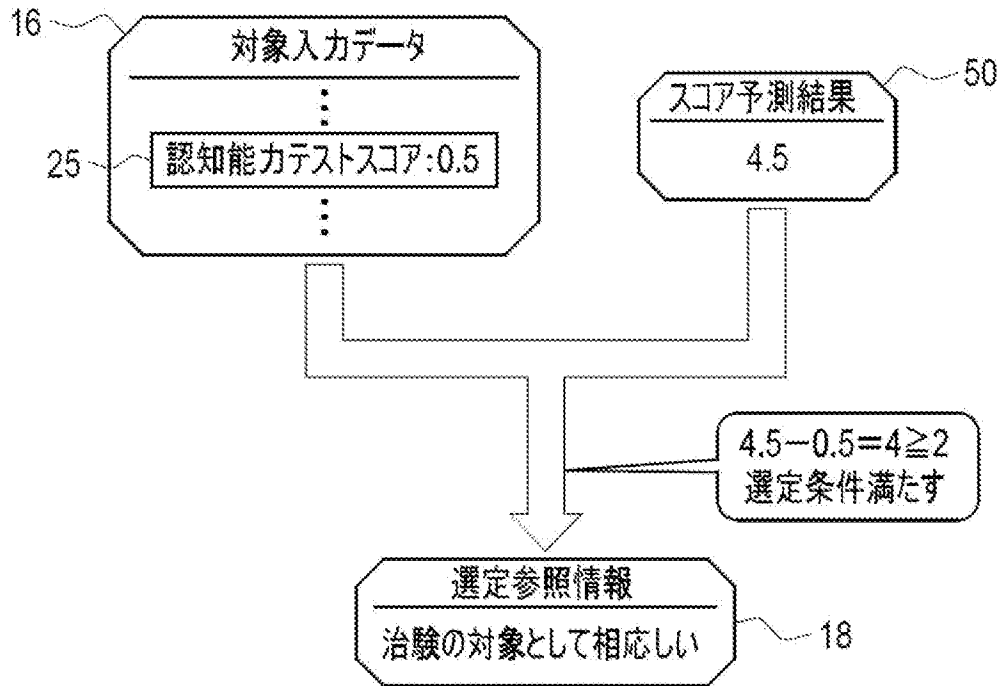 16
対象入力データ
認知能力テストスコア:0.5
25
スコア予測結果
4.5
50
4.5−0.5=4≧2
選定条件満たす
選定参照情報
治験の対象として相応しい
18